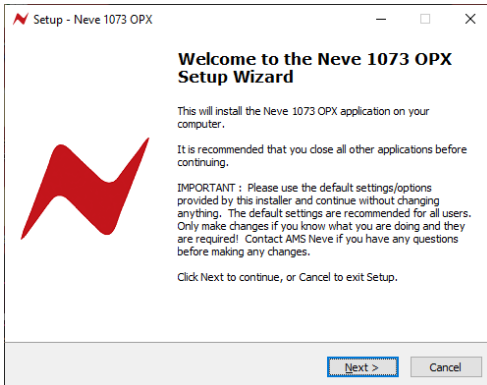 Setup - Neve 1073 OPX
Welcome to the Neve 1073 OPX
Setup Wizard
This will install the Neve 1073 OPX application on your
computer.
It is recommended that you close all other applications before
continuing.
IMPORTANT : Please use the default settings/options
provided by this installer and continue without changing
anything. The default settings are recommended for all users.
Only make changes if you know what you are doing and they
are required! Contact AMS Neve if you have any questions
before making any changes.
Click Next to continue, or Cancel to exit Setup.
Next >
Cancel